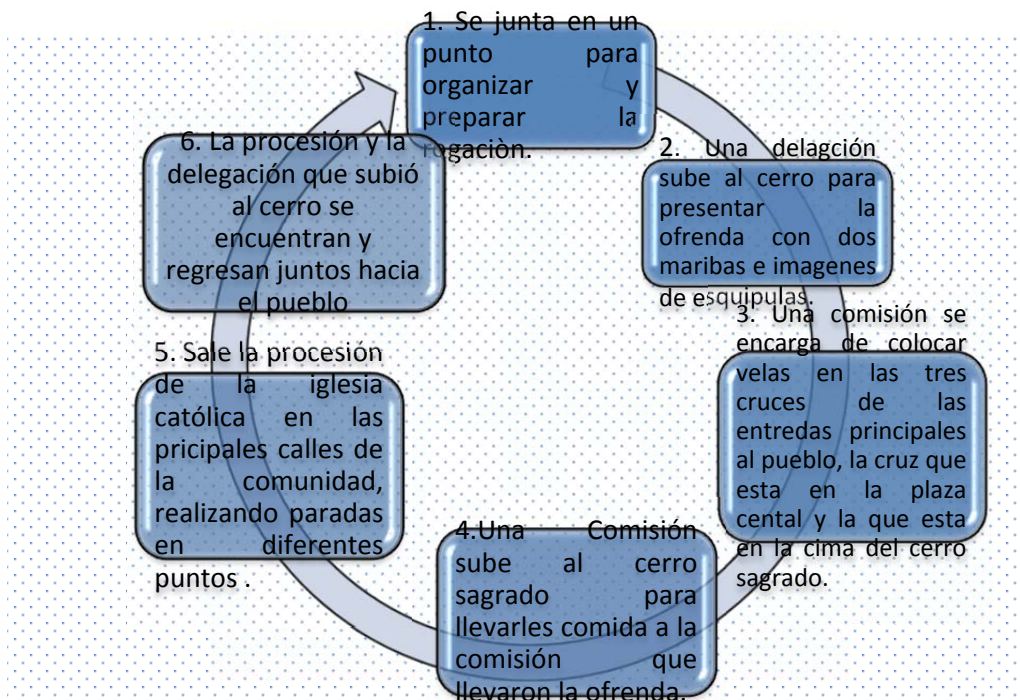 1. Se junta en un
punto para
organizar y
preparar la
rogaciòn.
2. Una delagción
sube al cerro para
presentar la
ofrenda con dos
maribas e imagenes
de esquipulas.
3. Una comisión se
encarga de colocar
velas en las tres
cruces de las
entredas principales
al pueblo, la cruz que
esta en la plaza
cental y la que esta
en la cima del cerro
sagrado.
4.Una Comisión
sube al cerro
sagrado para
llevarles comida a la
comisión que
llevaron la ofrenda.
5. Sale la procesión
de la iglesia
católica en las
pricipales calles de
la comunidad,
realizando paradas
en diferentes
puntos .
6. La procesión y la
delegación que subió
al cerro se
encuentran y
regresan juntos hacia
el pueblo